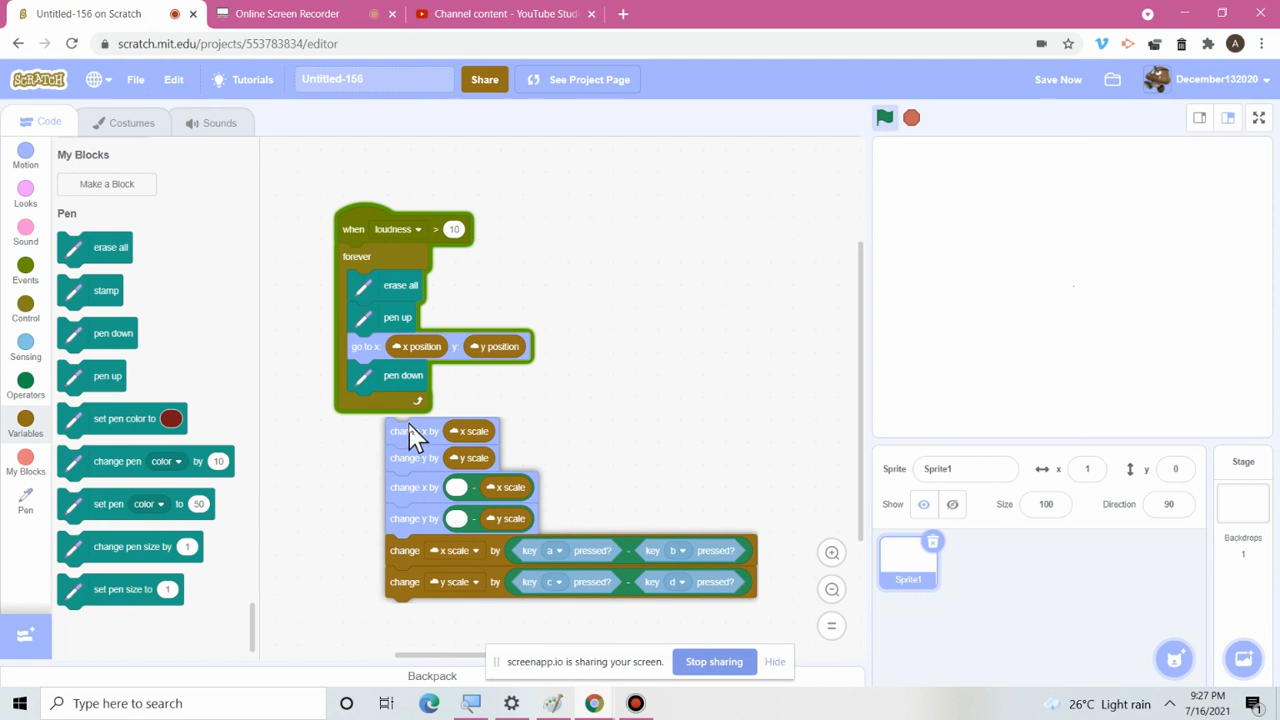 Untitled-156 on Scratch
Online Screen Recorder
Channel content - YouTube Studi
scratch.mit.edu/projects/553783834/editor
A
SCRATCH
File
Edit
Tutorials
Untitled-156
Share
See Project Page
Save Now
December132020
Code
Costumes
Sounds
Motion
Looks
Sound
Events
Control
Sensing
Operators
Variables
My Blocks
Pen
My Blocks
Make a Block
Pen
erase all
stamp
pen down
pen up
set pen color to
change pen color by 10
set pen color to 50
change pen size by 1
set pen size to 1
when loudness > 10
forever
erase all
pen up
go to x: x position y: y position
pen down
change x by x scale
change y by y scale
change x by - x scale
change y by - y scale
change x scale by key a pressed? - key b pressed?
change y scale by key c pressed? - key d pressed?
Sprite Sprite1 x 1 y 0
Show Size 100 Direction 90
Sprite1
Stage
Backdrops
1
screenapp.io is sharing your screen. Stop sharing Hide
Backpack
Type here to search
26°C Light rain
9:27 PM
7/16/2021
1